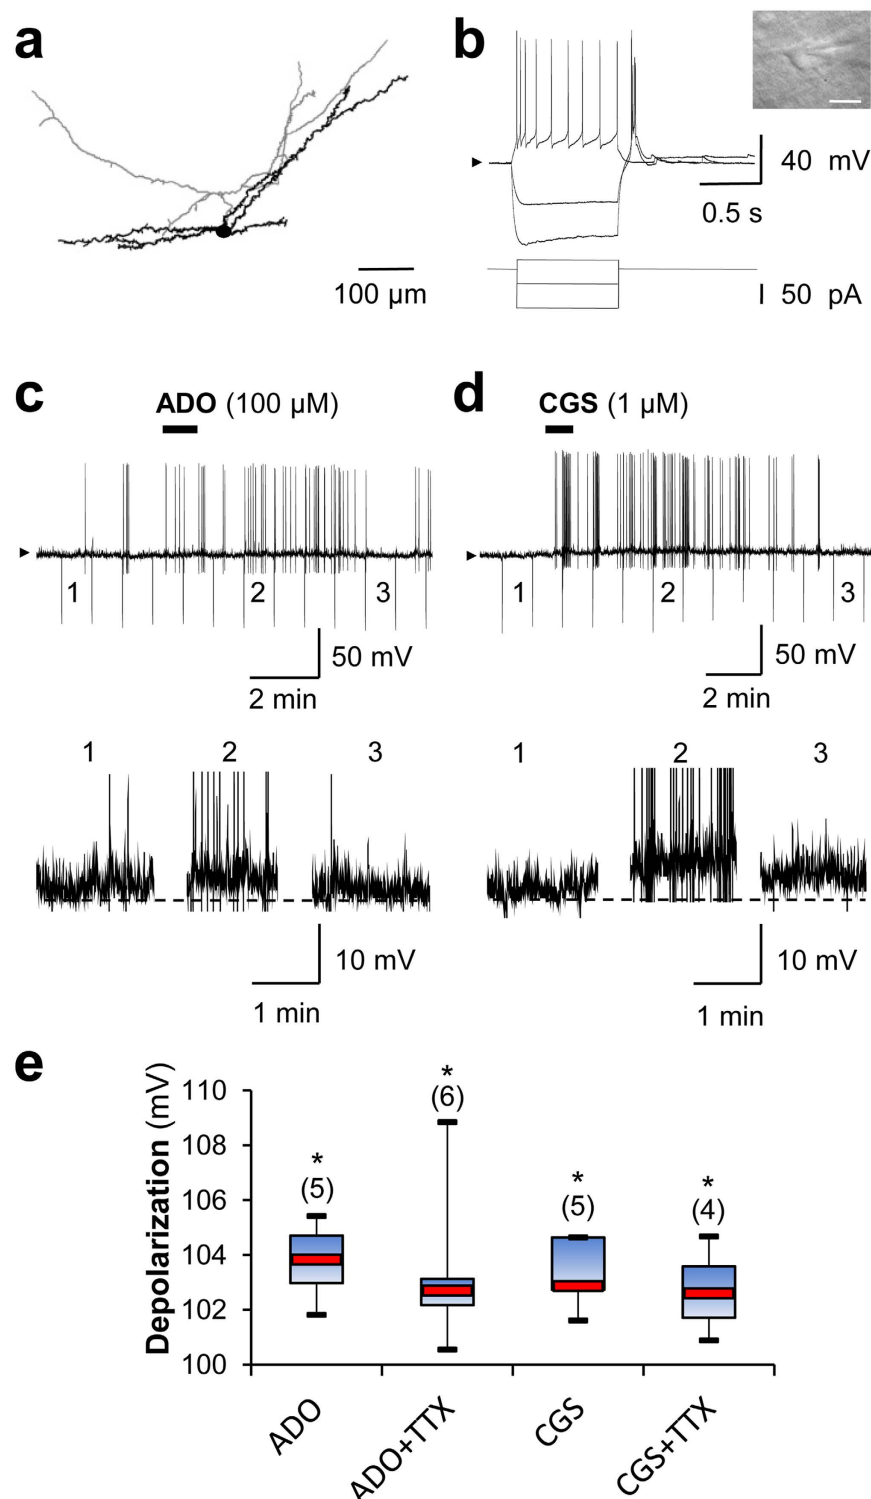 a
100 µm
b
40 mV
0.5 s
50 pA
c
ADO (100 µM)
1 2 3
50 mV
2 min
1 2 3
10 mV
1 min
d
CGS (1 µM)
1 2 3
50 mV
2 min
1 2 3
10 mV
1 min
e
Depolarization (mV)
110
108
106
104
102
100
*
(5)
*
(6)
*
(5)
*
(4)
ADO
ADO+TTX
CGS
CGS+TTX